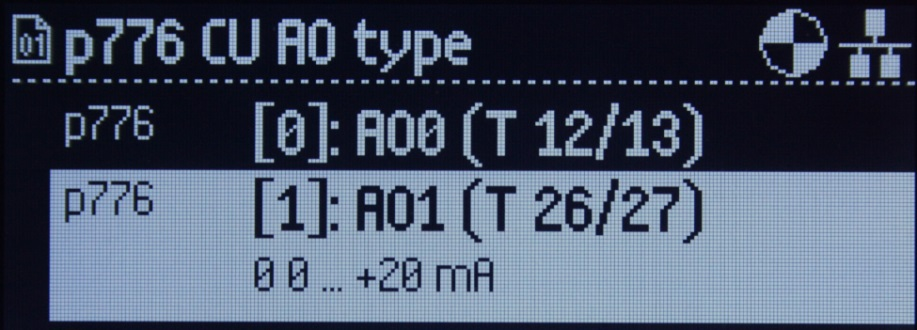 01 p776 CU AO type
p776 [0]: AO0 (T 12/13)
p776 [1]: AO1 (T 26/27)
0 0 ... +20 mA